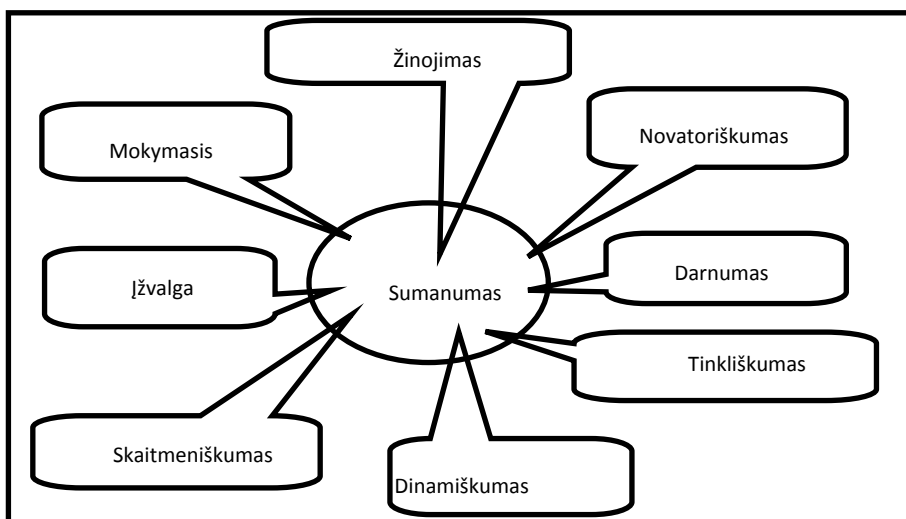 Žinojimas
Mokymasis
Novatoriškumas
Įžvalga
Sumanumas
Darnumas
Tinkliškumas
Skaitmeniškumas
Dinamiškumas